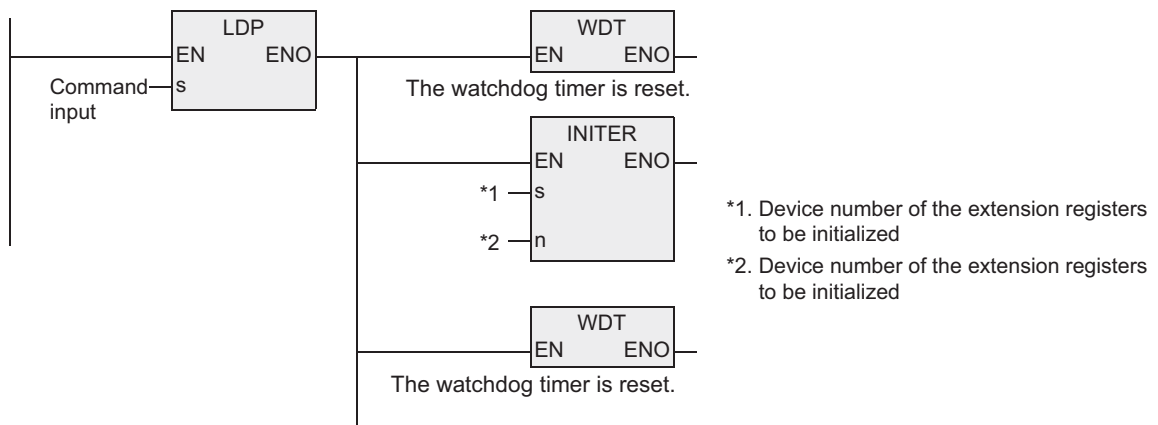 LDP
EN ENO
Command
input
s
WDT
EN ENO
The watchdog timer is reset.
INITER
EN ENO
*1 s
*2 n
*1. Device number of the extension registers
to be initialized
*2. Device number of the extension registers
to be initialized
WDT
EN ENO
The watchdog timer is reset.